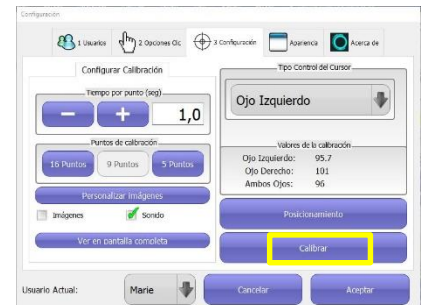 Configuración
1 Usuarios
2 Opciones Clic
3 Configuración
Apariencia
Acerca de
Configurar Calibración
Tiempo por punto (seg)
1,0
Puntos de calibración
16 Puntos
9 Puntos
5 Puntos
Personalizar Imágenes
Imágenes
Sonido
Ver en pantalla completa
Tipo Control del Cursor
Ojo Izquierdo
Valores de la calibración
Ojo Izquierdo: 95.7
Ojo Derecho: 101
Ambos Ojos: 96
Posicionamiento
Calibrar
Usuario Actual:
Marie
Cancelar
Aceptar